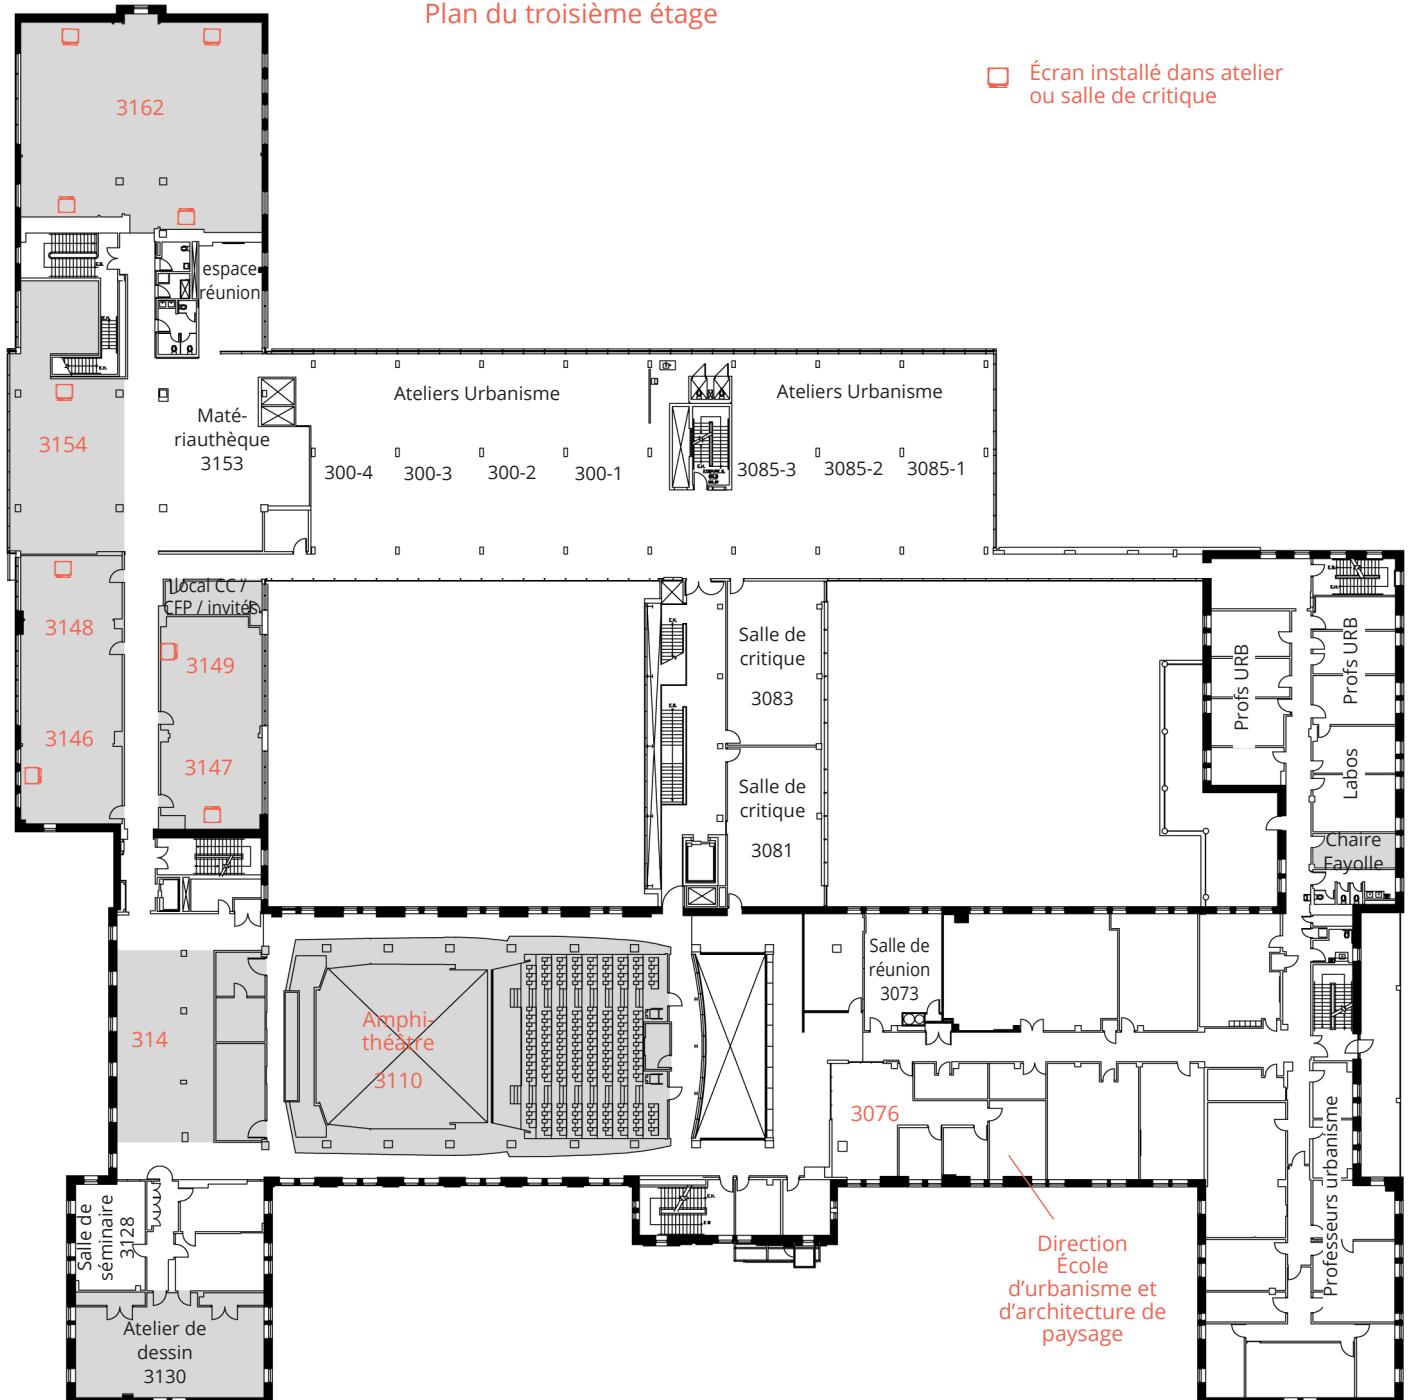 Plan du troisième étage
Écran installé dans atelier
ou salle de critique
3162
espace
réunion
Ateliers Urbanisme
Ateliers Urbanisme
Maté-
riauthèque
3153
3154
300-4
300-3
300-2
300-1
3085-3
3085-2
3085-1
local CC /
CFP / invités
3148
3149
3146
3147
Salle de
critique
3083
Salle de
critique
3081
Profs URB
Profs URB
Labos
Chaire
Fayolle
Salle de
réunion
3073
314
Amphi-
théâtre
3110
3076
Salle de
séminaire
3128
Professeurs urbanisme
Direction
École
d’urbanisme et
d’architecture de
paysage
Atelier de
dessin
3130